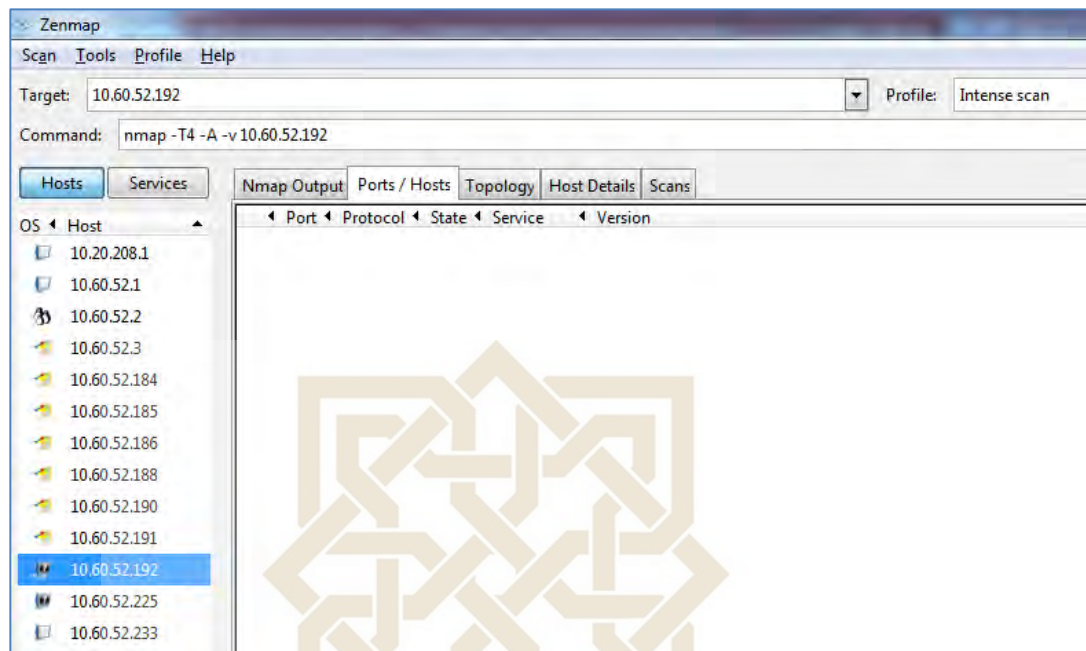 Zenmap
Scan Tools Profile Help
Target: 10.60.52.192 Profile: Intense scan
Command: nmap -T4 -A -v 10.60.52.192
Hosts Services Nmap Output Ports / Hosts Topology Host Details Scans
OS Host Port Protocol State Service Version
10.20.208.1
10.60.52.1
10.60.52.2
10.60.52.3
10.60.52.184
10.60.52.185
10.60.52.186
10.60.52.188
10.60.52.190
10.60.52.191
10.60.52.192
10.60.52.225
10.60.52.233